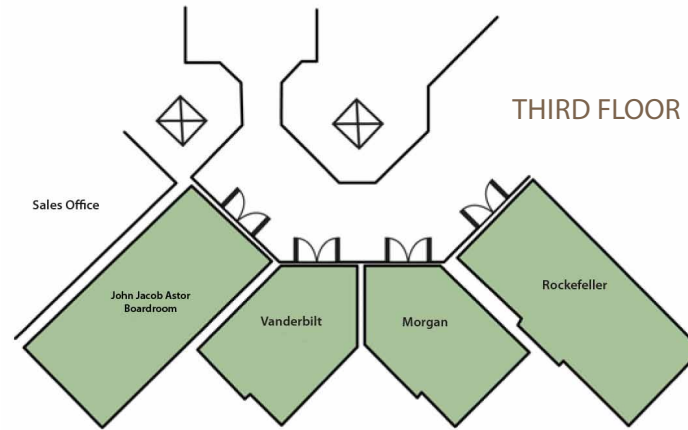 THIRD FLOOR
Sales Office
John Jacob Astor
Boardroom
Vanderbilt
Morgan
Rockefeller